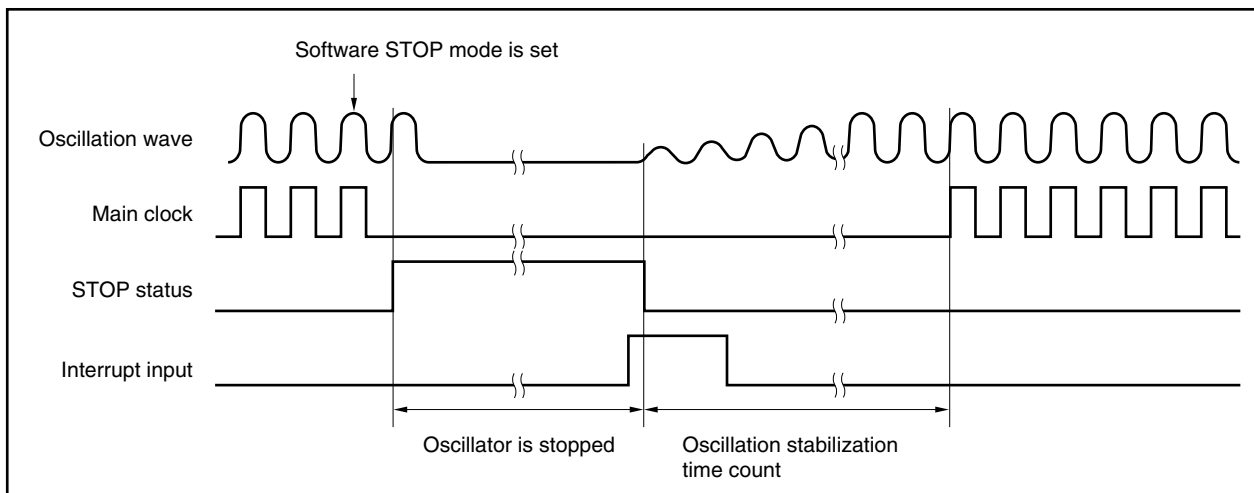 Software STOP mode is set
Oscillation wave
Main clock
STOP status
Interrupt input
Oscillator is stopped
Oscillation stabilization
time count